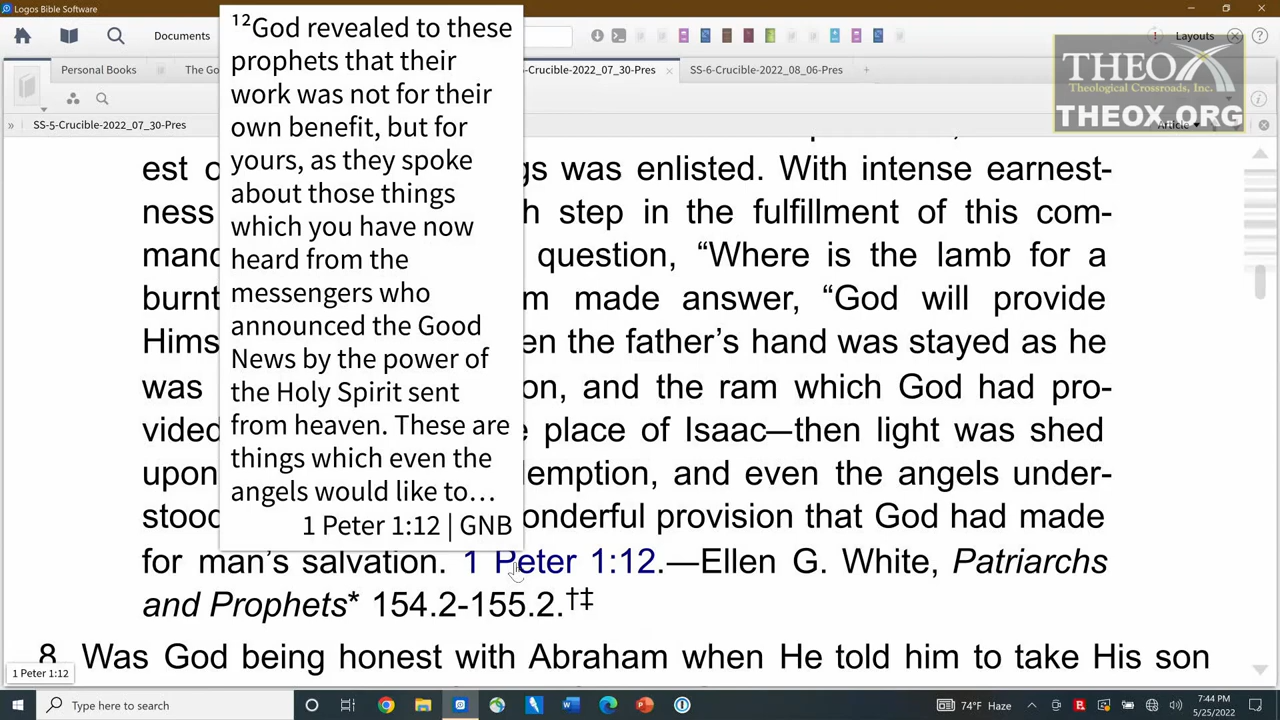 Logos Bible Software
Documents
Layouts
Personal Books
The Go
-5-Crucible-2022_07_30-Pres
SS-6-Crucible-2022_08_06-Pres
THEOX
Theological Crossroads, Inc.
THEOX.ORG
SS-5-Crucible-2022_07_30-Pres
Article
¹²God revealed to these
prophets that their
work was not for their
own benefit, but for
yours, as they spoke
about those things
which you have now
heard from the
messengers who
announced the Good
News by the power of
the Holy Spirit sent
from heaven. These are
things which even the
angels would like to…
1 Peter 1:12 | GNB
est o gs was enlisted. With intense earnest-
ness h step in the fulfillment of this com-
mand question, “Where is the lamb for a
burnt m made answer, “God will provide
Hims en the father’s hand was stayed as he
was on, and the ram which God had pro-
vided e place of Isaac—then light was shed
upon demption, and even the angels under-
stood onderful provision that God had made
for man’s salvation. 1 Peter 1:12.—Ellen G. White, Patriarchs
and Prophets* 154.2-155.2.†‡
8 Was God being honest with Abraham when He told him to take His son
1 Peter 1:12
Type here to search
74°F Haze
7:44 PM
5/25/2022